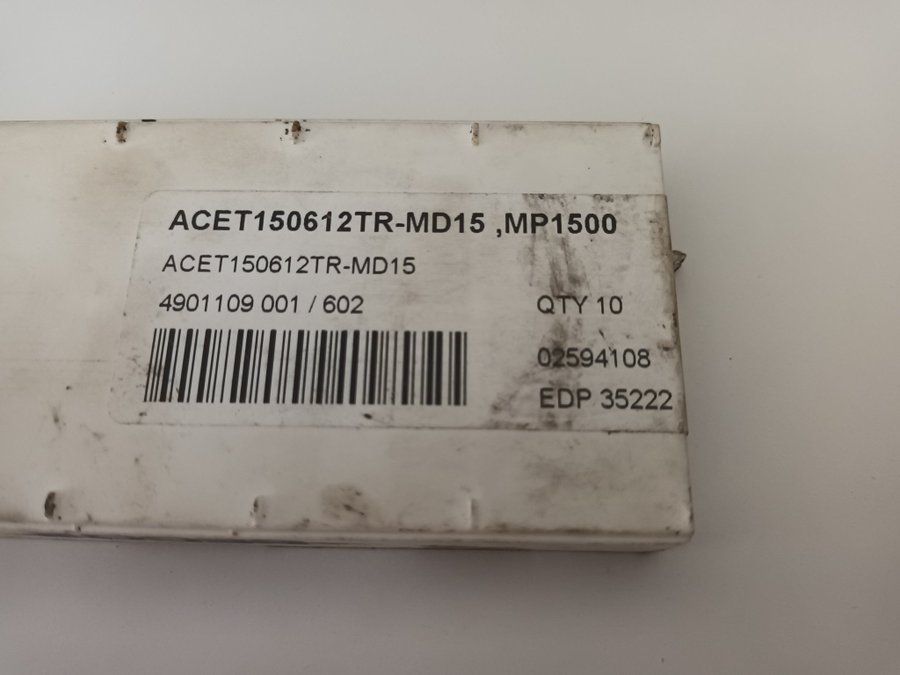 ACET150612TR-MD15 ,MP1500
ACET150612TR-MD15
4901109 001 / 602 QTY 10
02594108
EDP 35222